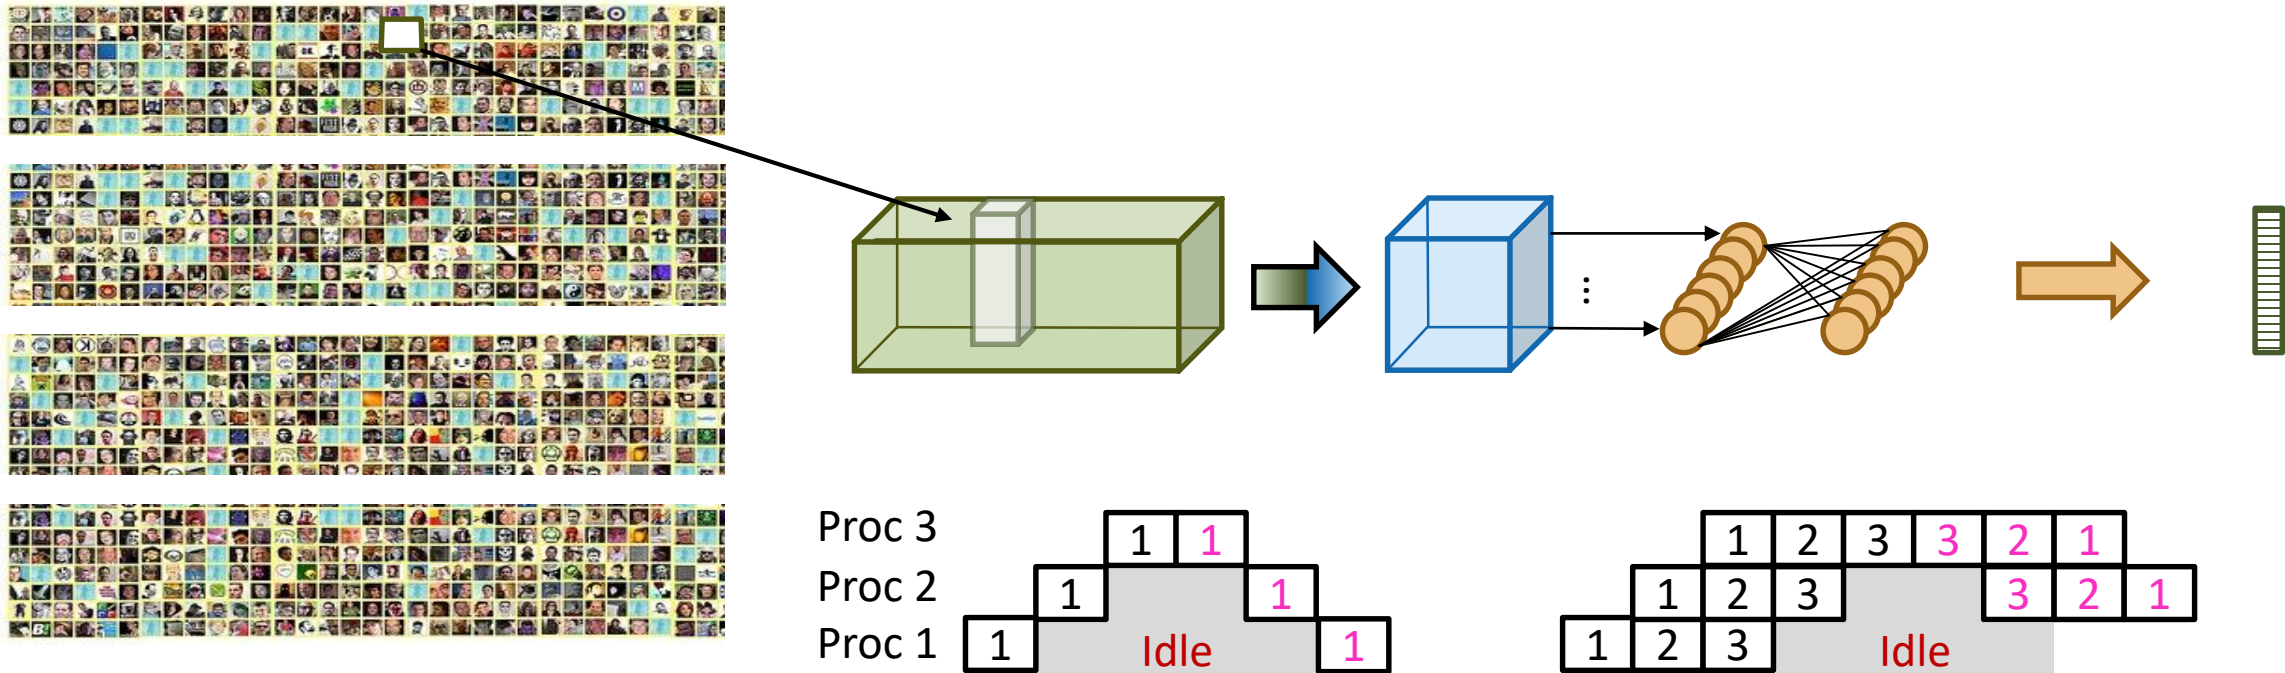 Proc 3 1 1 1 2 3 3 2 1
Proc 2 1 1 1 2 3 3 2 1
Proc 1 1 Idle 1 1 2 3 Idle